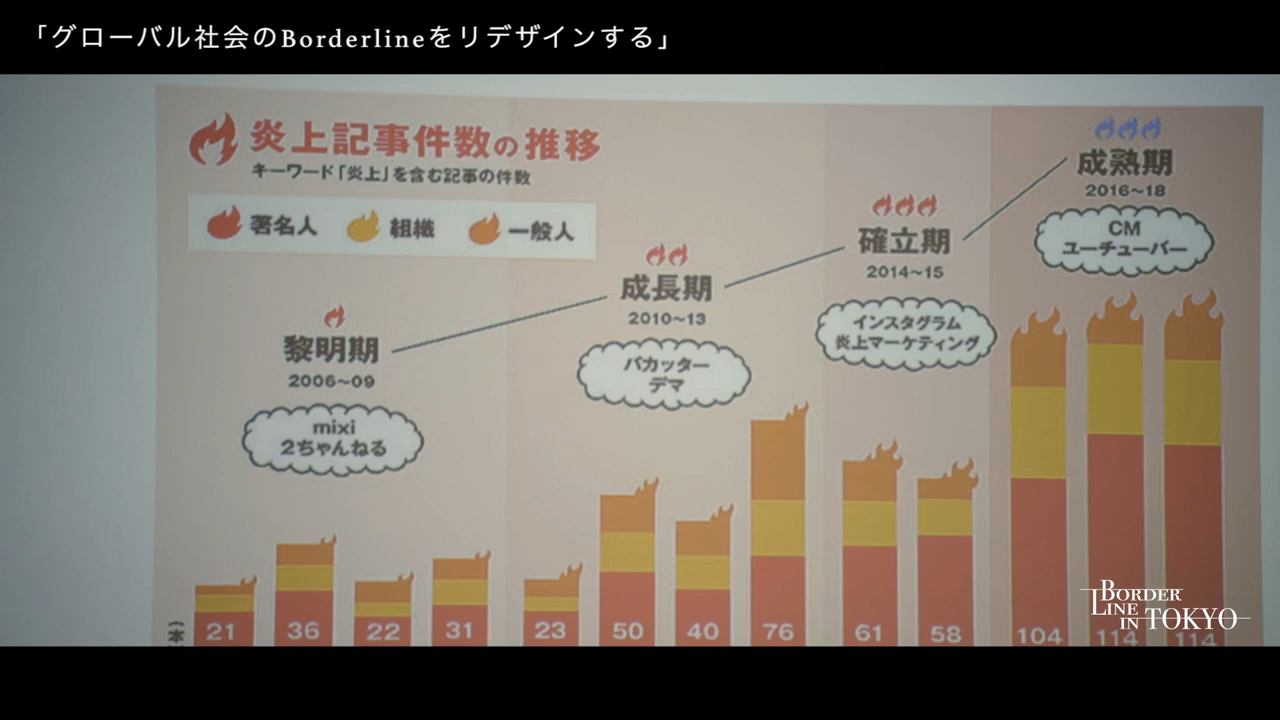 「グローバル社会のBorderlineをリデザインする」
炎上記事件数の推移
キーワード「炎上」を含む記事の件数
著名人 組織 一般人
黎明期
2006~09
mixi
2ちゃんねる
成長期
2010~13
バカッター
デマ
確立期
2014~15
インスタグラム
炎上マーケティング
成熟期
2016~18
CM
ユーチューバー
(本
21 36 22 31 23 50 40 76 61 58 104 114 114
BORDER
LINE
IN TOKYO